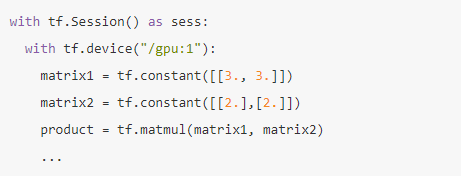 with tf.Session() as sess:
  with tf.device("/gpu:1"):
    matrix1 = tf.constant([[3., 3.]])
    matrix2 = tf.constant([[2.],[2.]])
    product = tf.matmul(matrix1, matrix2)
    ...